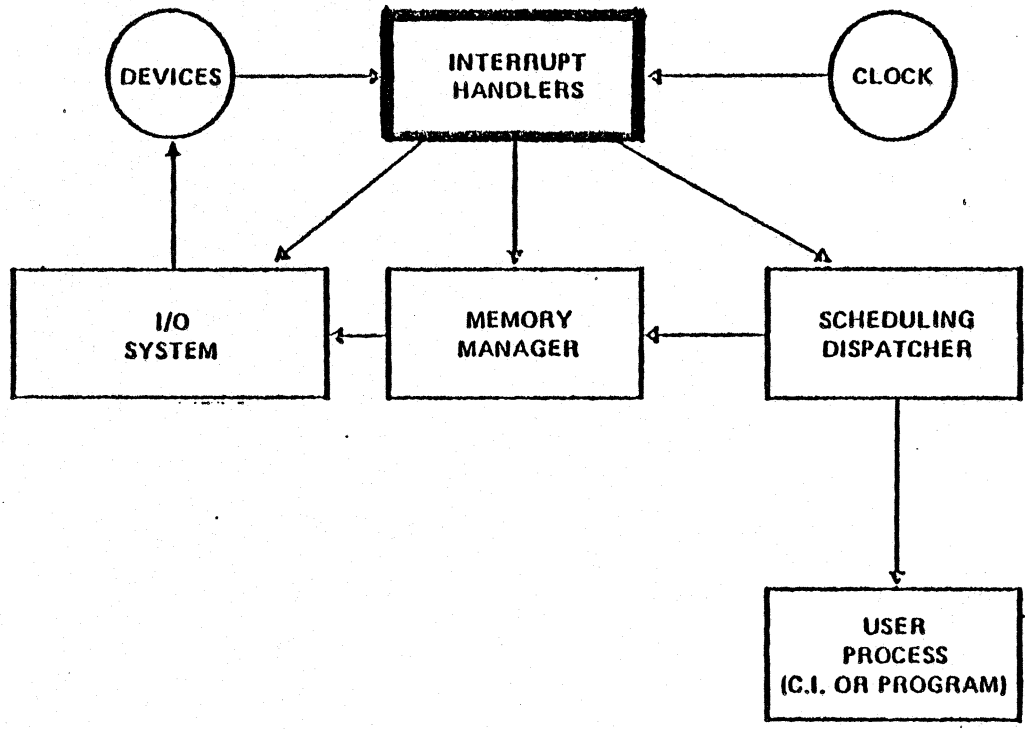 DEVICES
INTERRUPT
HANDLERS
CLOCK
I/O
SYSTEM
MEMORY
MANAGER
SCHEDULING
DISPATCHER
USER
PROCESS
(C.I. OR PROGRAM)